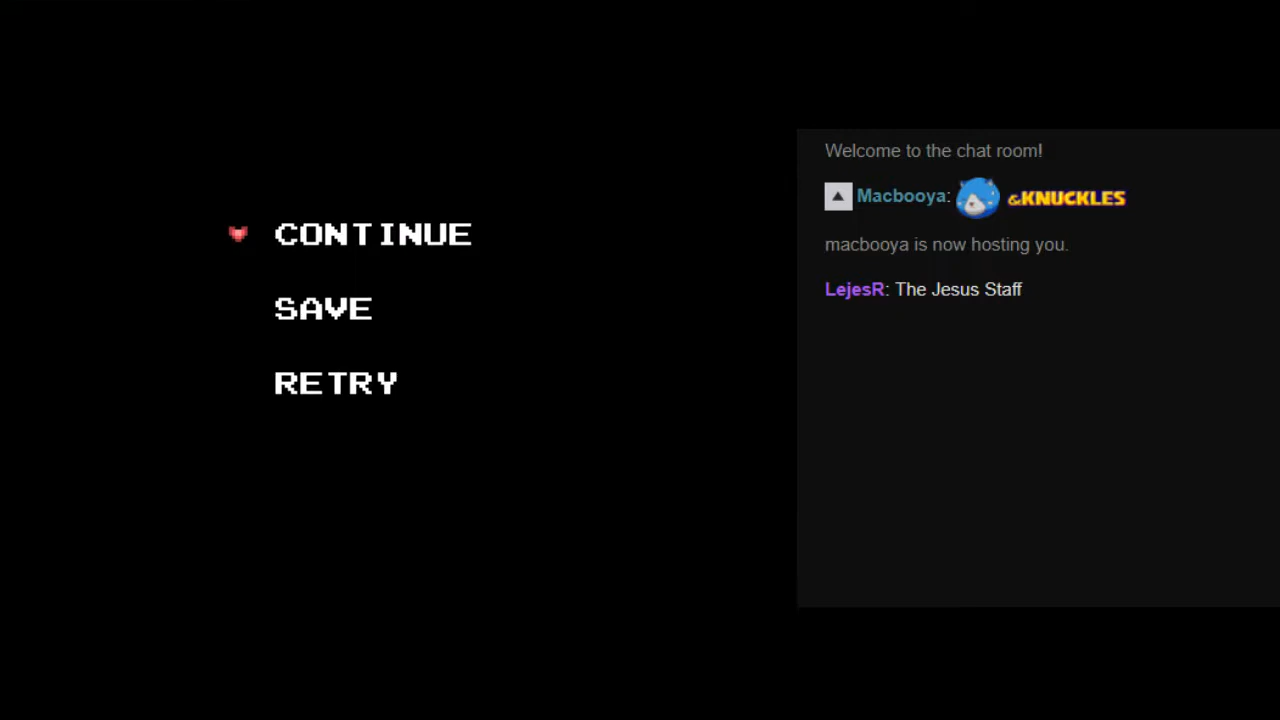 CONTINUE
SAVE
RETRY
Welcome to the chat room!
Macbooya: &KNUCKLES
macbooya is now hosting you.
LejesR: The Jesus Staff